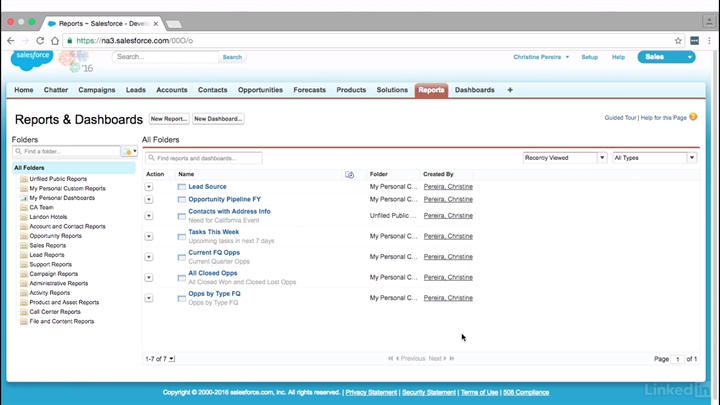 Reports ~ Salesforce - Develo
https://na3.salesforce.com/00O/o
salesforce
'16
Search...
Search
Christine Pereira
Setup
Help
Sales
Home
Chatter
Campaigns
Leads
Accounts
Contacts
Opportunities
Forecasts
Products
Solutions
Reports
Dashboards
+
Reports & Dashboards
New Report...
New Dashboard...
Guided Tour | Help for this Page
Folders
Find a folder...
All Folders
Unfiled Public Reports
My Personal Custom Reports
My Personal Dashboards
CA Team
Landon Hotels
Account and Contact Reports
Opportunity Reports
Sales Reports
Lead Reports
Support Reports
Campaign Reports
Administrative Reports
Activity Reports
Product and Asset Reports
Call Center Reports
File and Content Reports
All Folders
Find reports and dashboards...
Recently Viewed
All Types
Action
Name
Folder
Created By
Lead Source
My Personal C...
Pereira, Christine
Opportunity Pipeline FY
My Personal C...
Pereira, Christine
Contacts with Address Info
Need for California Event
Unfiled Public ...
Pereira, Christine
Tasks This Week
Upcoming tasks in next 7 days
My Personal C...
Pereira, Christine
Current FQ Opps
Current Quarter Opps
My Personal C...
Pereira, Christine
All Closed Opps
All Closed Won and Closed Lost Opps
My Personal C...
Pereira, Christine
Opps by Type FQ
Opps by Type FQ
My Personal C...
Pereira, Christine
1-7 of 7
Previous
Next
Page 1 of 1
Copyright © 2000-2016 salesforce.com, inc. All rights reserved. | Privacy Statement | Security Statement | Terms of Use | 508 Compliance
LinkedIn